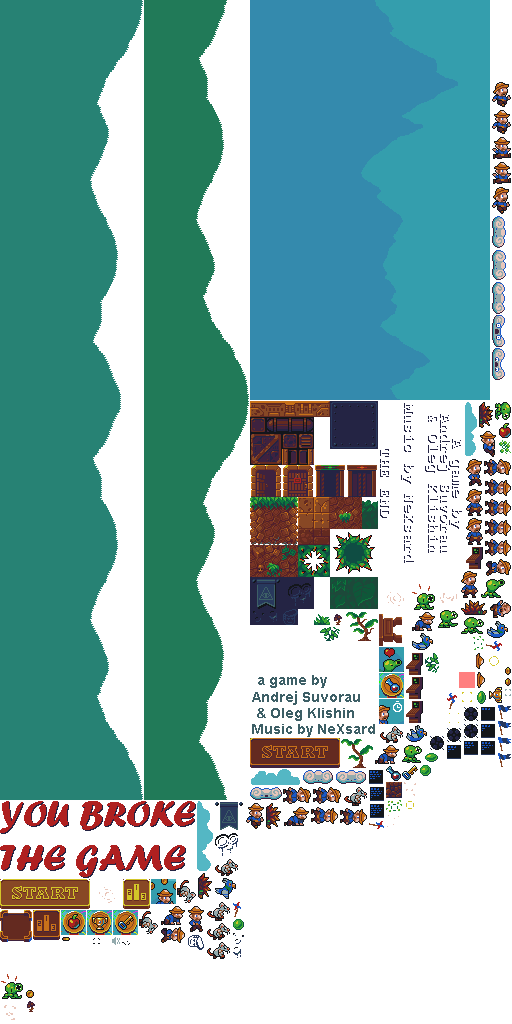 THE END
Music by NeXsard
A game by
Andrej Suvorau
& Oleg Klishin
a game by
Andrej Suvorau
& Oleg Klishin
Music by NeXsard
START
YOU BROKE
THE GAME
START